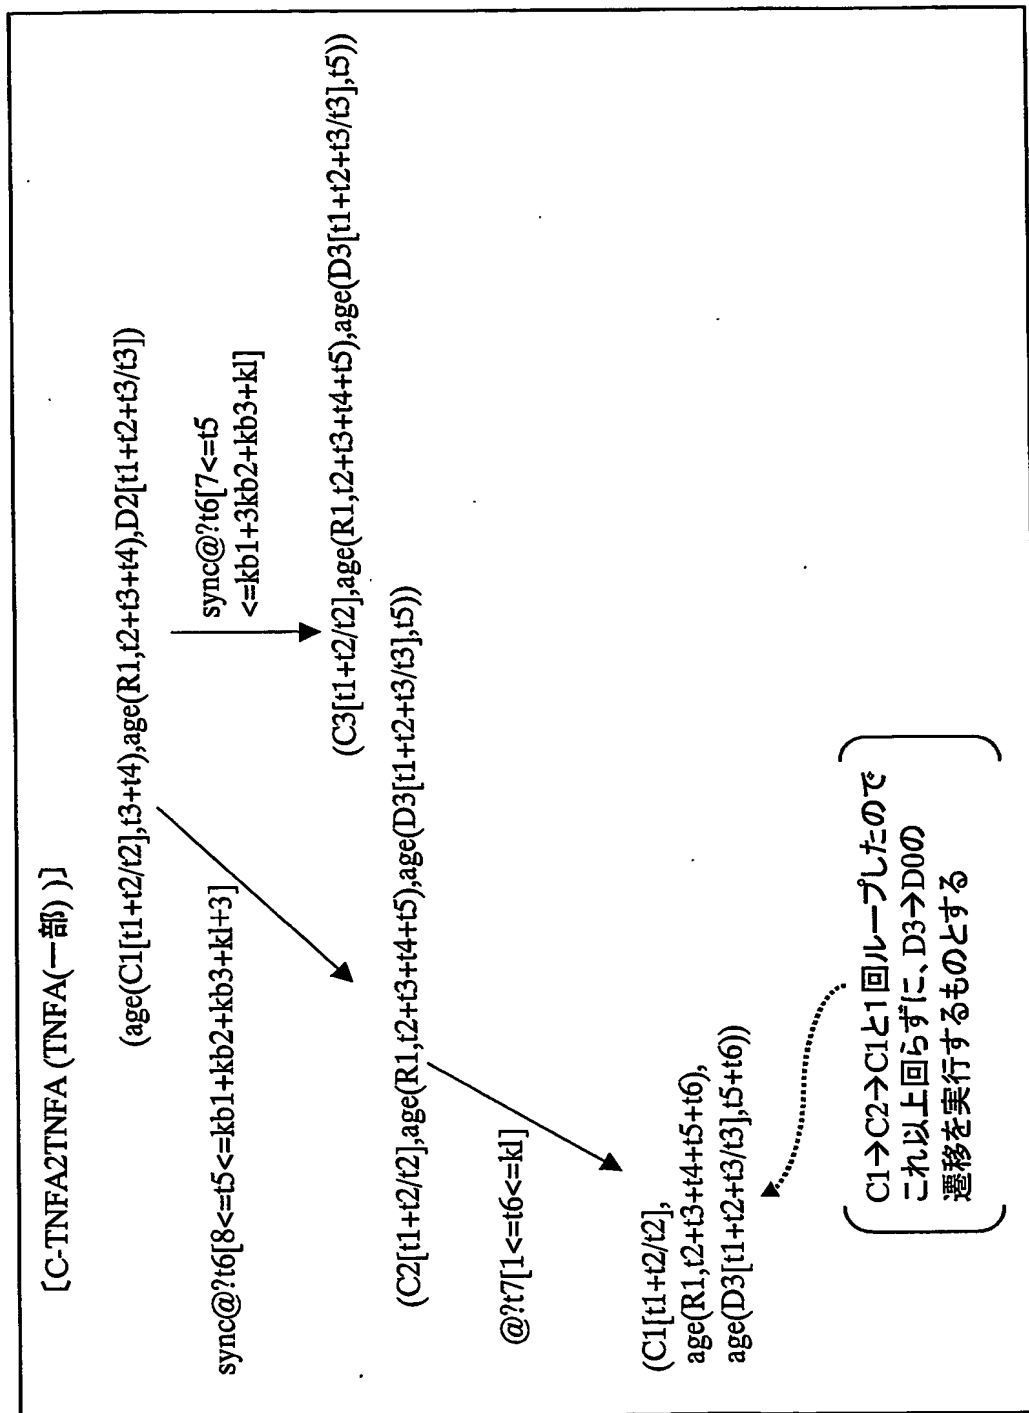 [C-TNFA2TNFA (TNFA(一部) )]
(age(C1[t1+t2/t2],t3+t4),age(R1,t2+t3+t4),D2[t1+t2+t3/t3])
sync@?t6[8<=t5<=kb1+kb2+kb3+kl+3]
sync@?t6[7<=t5
<=kb1+3kb2+kb3+kl]
(C3[t1+t2/t2],age(R1,t2+t3+t4+t5),age(D3[t1+t2+t3/t3],t5))
(C2[t1+t2/t2],age(R1,t2+t3+t4+t5),age(D3[t1+t2+t3/t3],t5))
@?t7[1<=t6<=kl]
(C1[t1+t2/t2],
age(R1,t2+t3+t4+t5+t6),
age(D3[t1+t2+t3/t3],t5+t6))
C1→C2→C1と1回ループしたので
これ以上回らずに、D3→D0の
遷移を実行するものとする